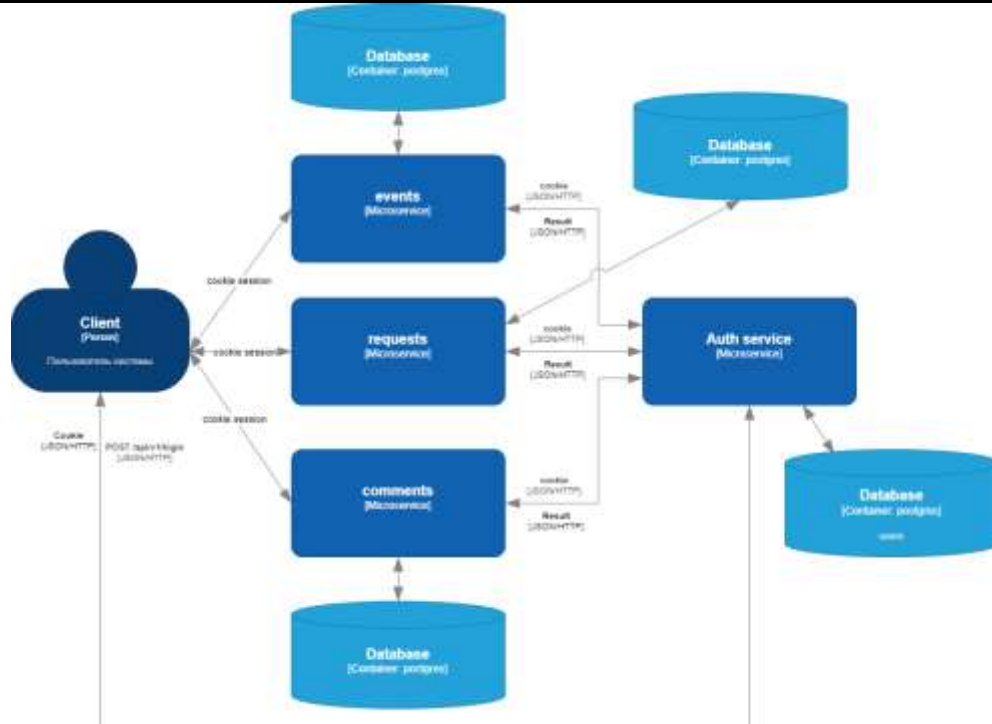 Database
[Container: postgres]
Database
[Container: postgres]
events
[Microservice]
cookie
[JSON/HTTP]
Result
[JSON/HTTP]
cookie session
Client
[Person]
Пользователь системы
cookie session
requests
[Microservice]
cookie
[JSON/HTTP]
Result
[JSON/HTTP]
Auth service
[Microservice]
cookie session
Cookie
[JSON/HTTP]
POST
[JSON/HTTP]
comments
[Microservice]
cookie
[JSON/HTTP]
Result
[JSON/HTTP]
Database
[Container: postgres]
users
Database
[Container: postgres]